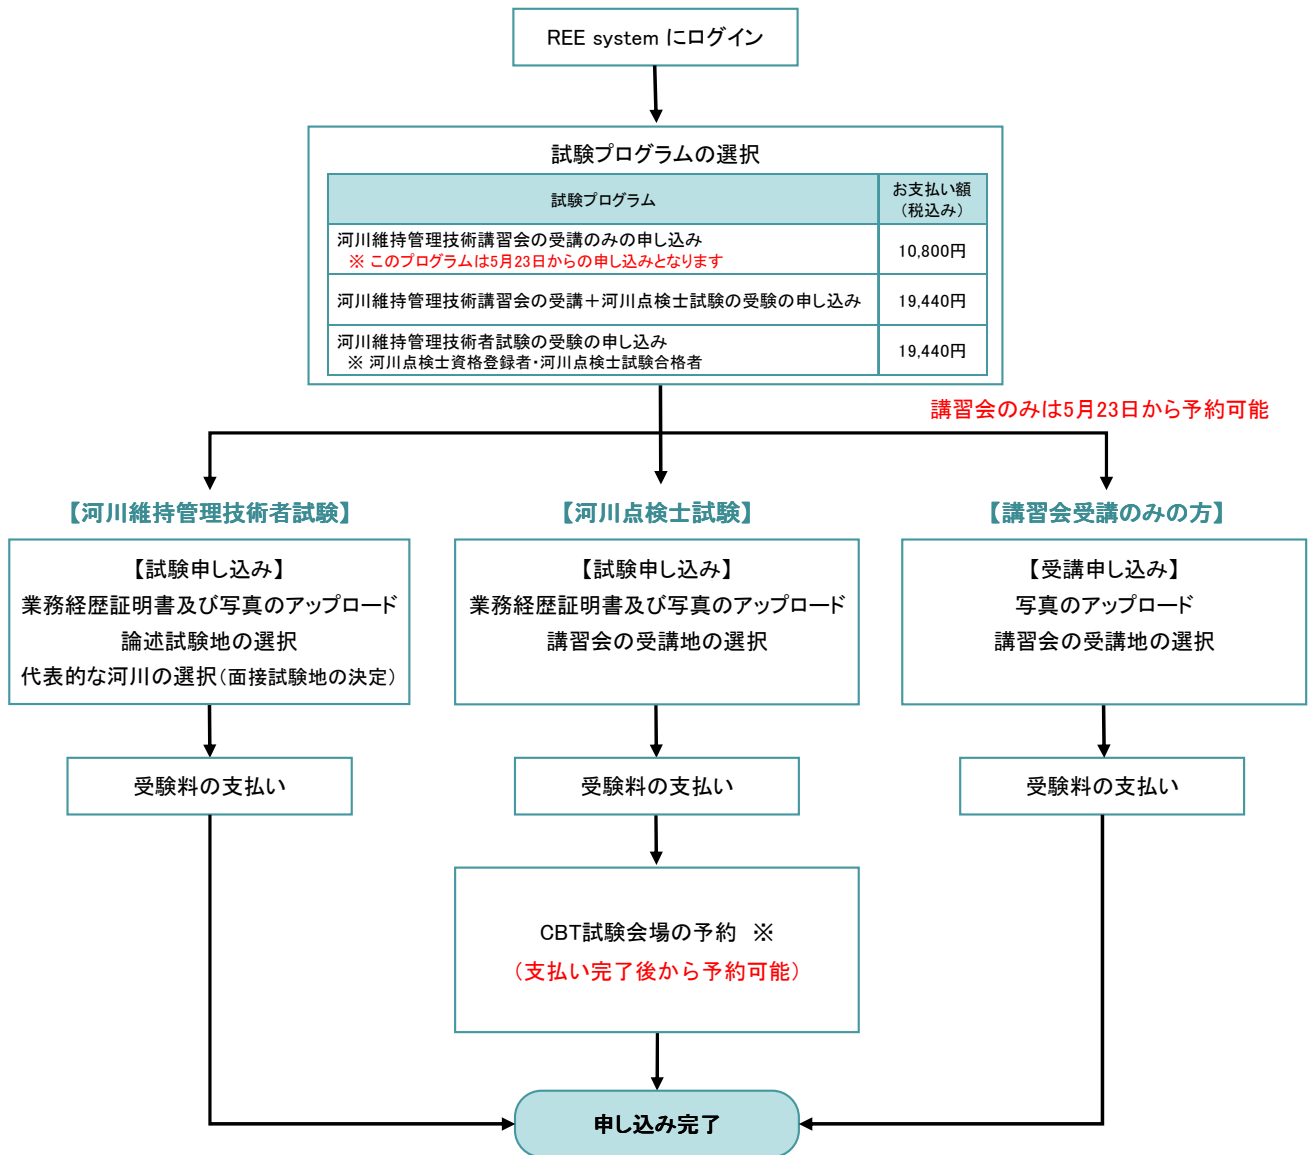 REE system にログイン
試験プログラムの選択
試験プログラム
お支払い額
（税込み）
河川維持管理技術講習会の受講のみの申し込み
※ このプログラムは5月23日からの申し込みとなります
10,800円
河川維持管理技術講習会の受講＋河川点検士試験の受験の申し込み
19,440円
河川維持管理技術者試験の受験の申し込み
※ 河川点検士資格登録者・河川点検士試験合格者
19,440円
講習会のみは5月23日から予約可能
【河川維持管理技術者試験】
【試験申し込み】
業務経歴証明書及び写真のアップロード
論述試験地の選択
代表的な河川の選択（面接試験地の決定）
受験料の支払い
【河川点検士試験】
【試験申し込み】
業務経歴証明書及び写真のアップロード
講習会の受講地の選択
受験料の支払い
CBT試験会場の予約　※
（支払い完了後から予約可能）
【講習会受講のみの方】
【受講申し込み】
写真のアップロード
講習会の受講地の選択
受験料の支払い
申し込み完了